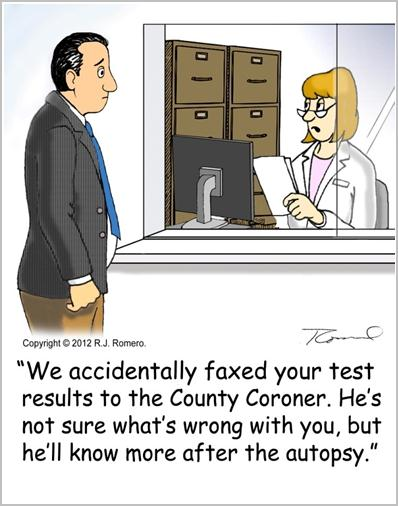 Copyright © 2012 R.J. Romero.
Romero
“We accidentally faxed your test
results to the County Coroner. He’s
not sure what’s wrong with you, but
he’ll know more after the autopsy.”